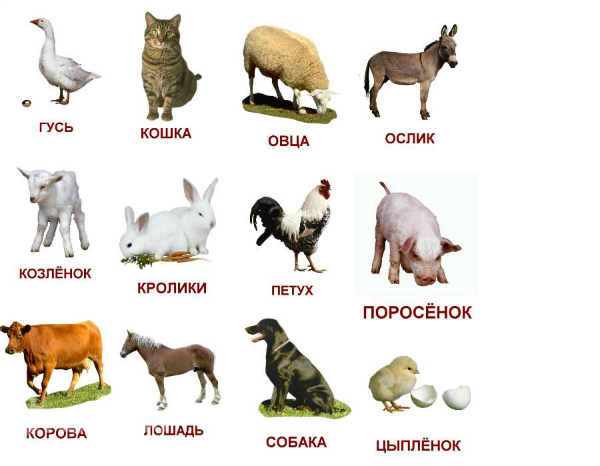 ГУСЬ
КОШКА
ОВЦА
ОСЛИК
КОЗЛЁНОК
КРОЛИКИ
ПЕТУХ
ПОРОСЁНОК
КОРОВА
ЛОШАДЬ
СОБАКА
ЦЫПЛЁНОК